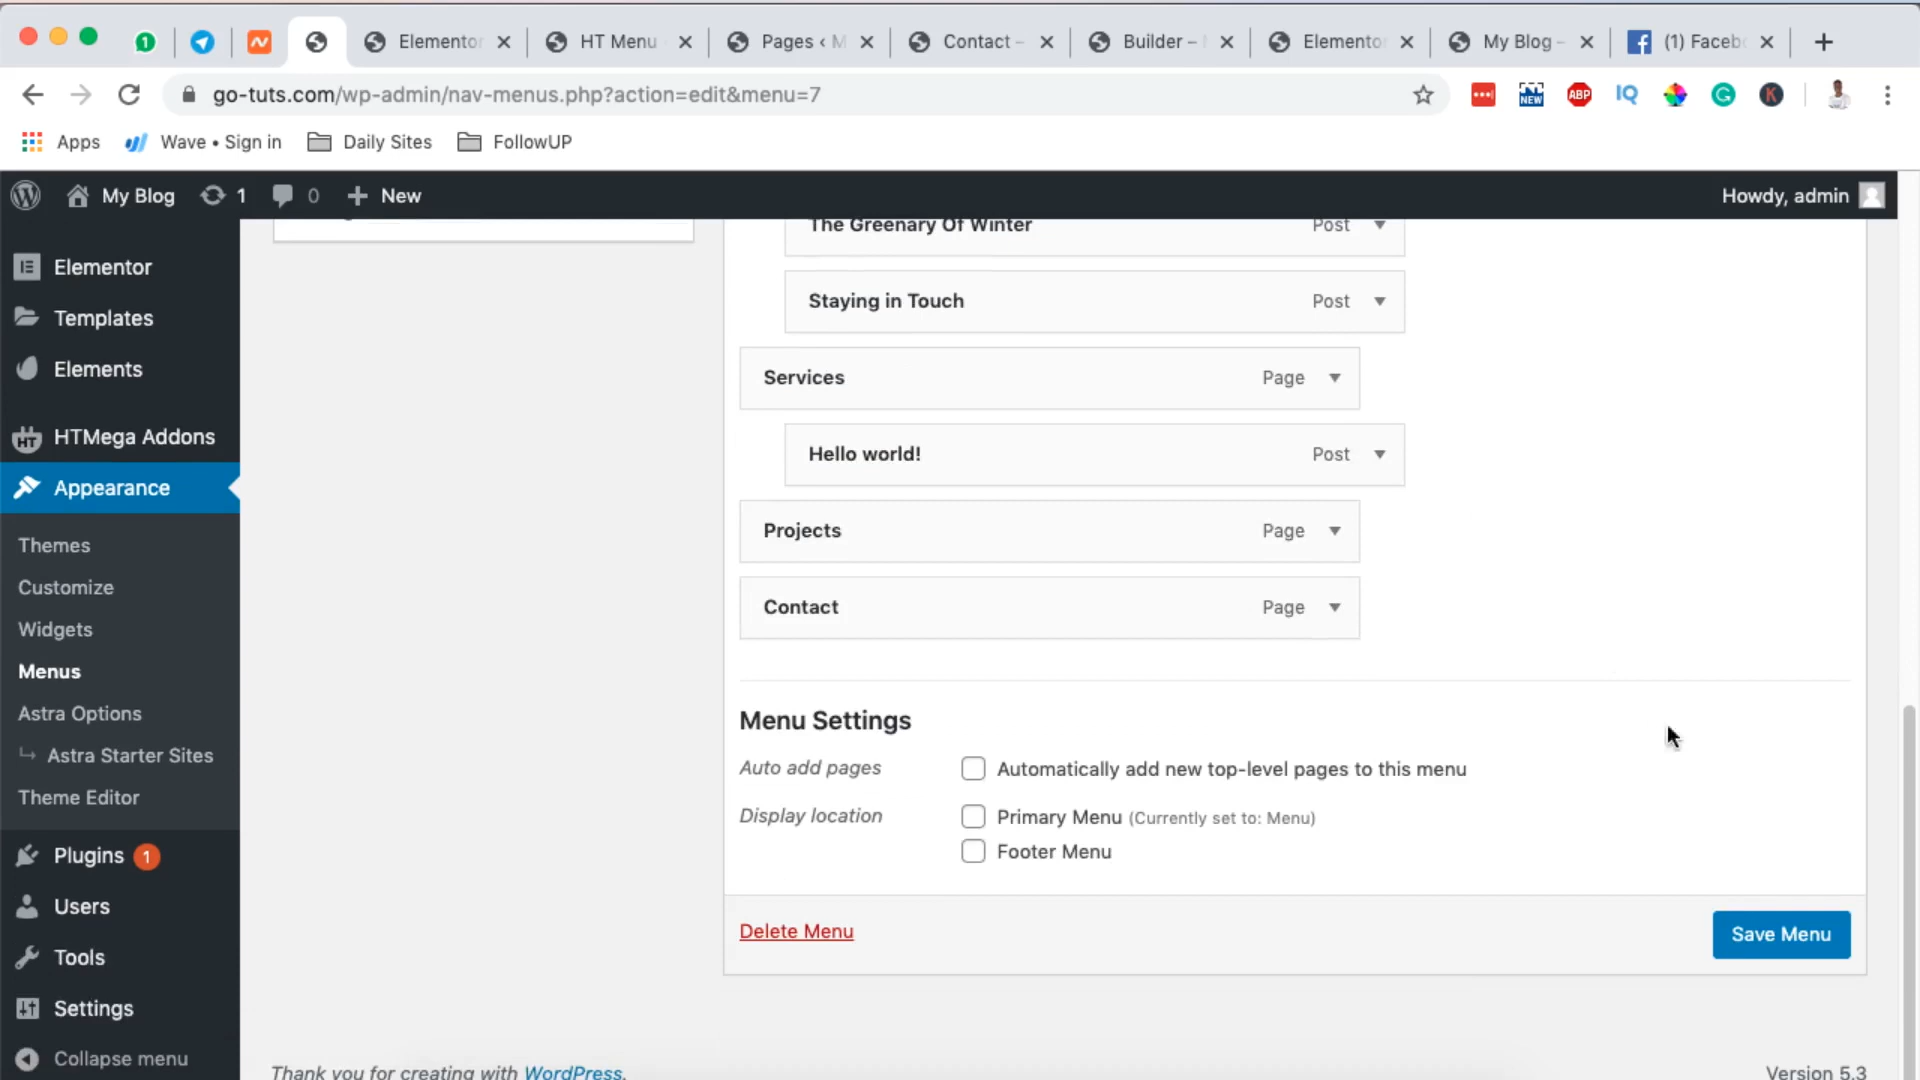 1
Elementor
HT Menu
Pages ‹ M
Contact –
Builder –
Elementor
My Blog –
(1) Faceb
go-tuts.com/wp-admin/nav-menus.php?action=edit&menu=7
NEW
ABP
IQ
G
K
Apps
Wave • Sign in
Daily Sites
FollowUP
My Blog
1
0
New
Howdy, admin
Elementor
Templates
Elements
HT
HTMega Addons
Appearance
Themes
Customize
Widgets
Menus
Astra Options
Astra Starter Sites
Theme Editor
Plugins 1
Users
Tools
Settings
Collapse menu
The Greenary Of Winter Post
Staying in Touch Post
Services Page
Hello world! Post
Projects Page
Contact Page
Menu Settings
Auto add pages
Automatically add new top-level pages to this menu
Display location
Primary Menu (Currently set to: Menu)
Footer Menu
Delete Menu
Save Menu
Thank you for creating with WordPress.
Version 5.3